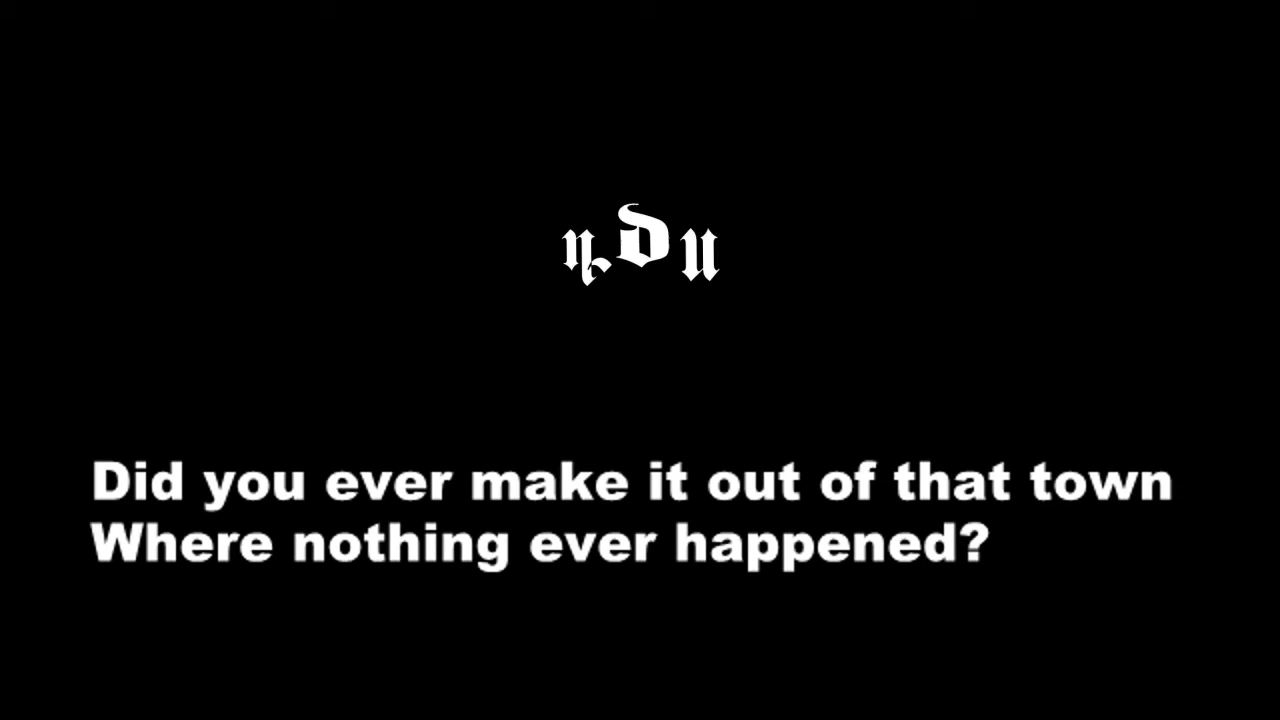 Did you ever make it out of that town
Where nothing ever happened?